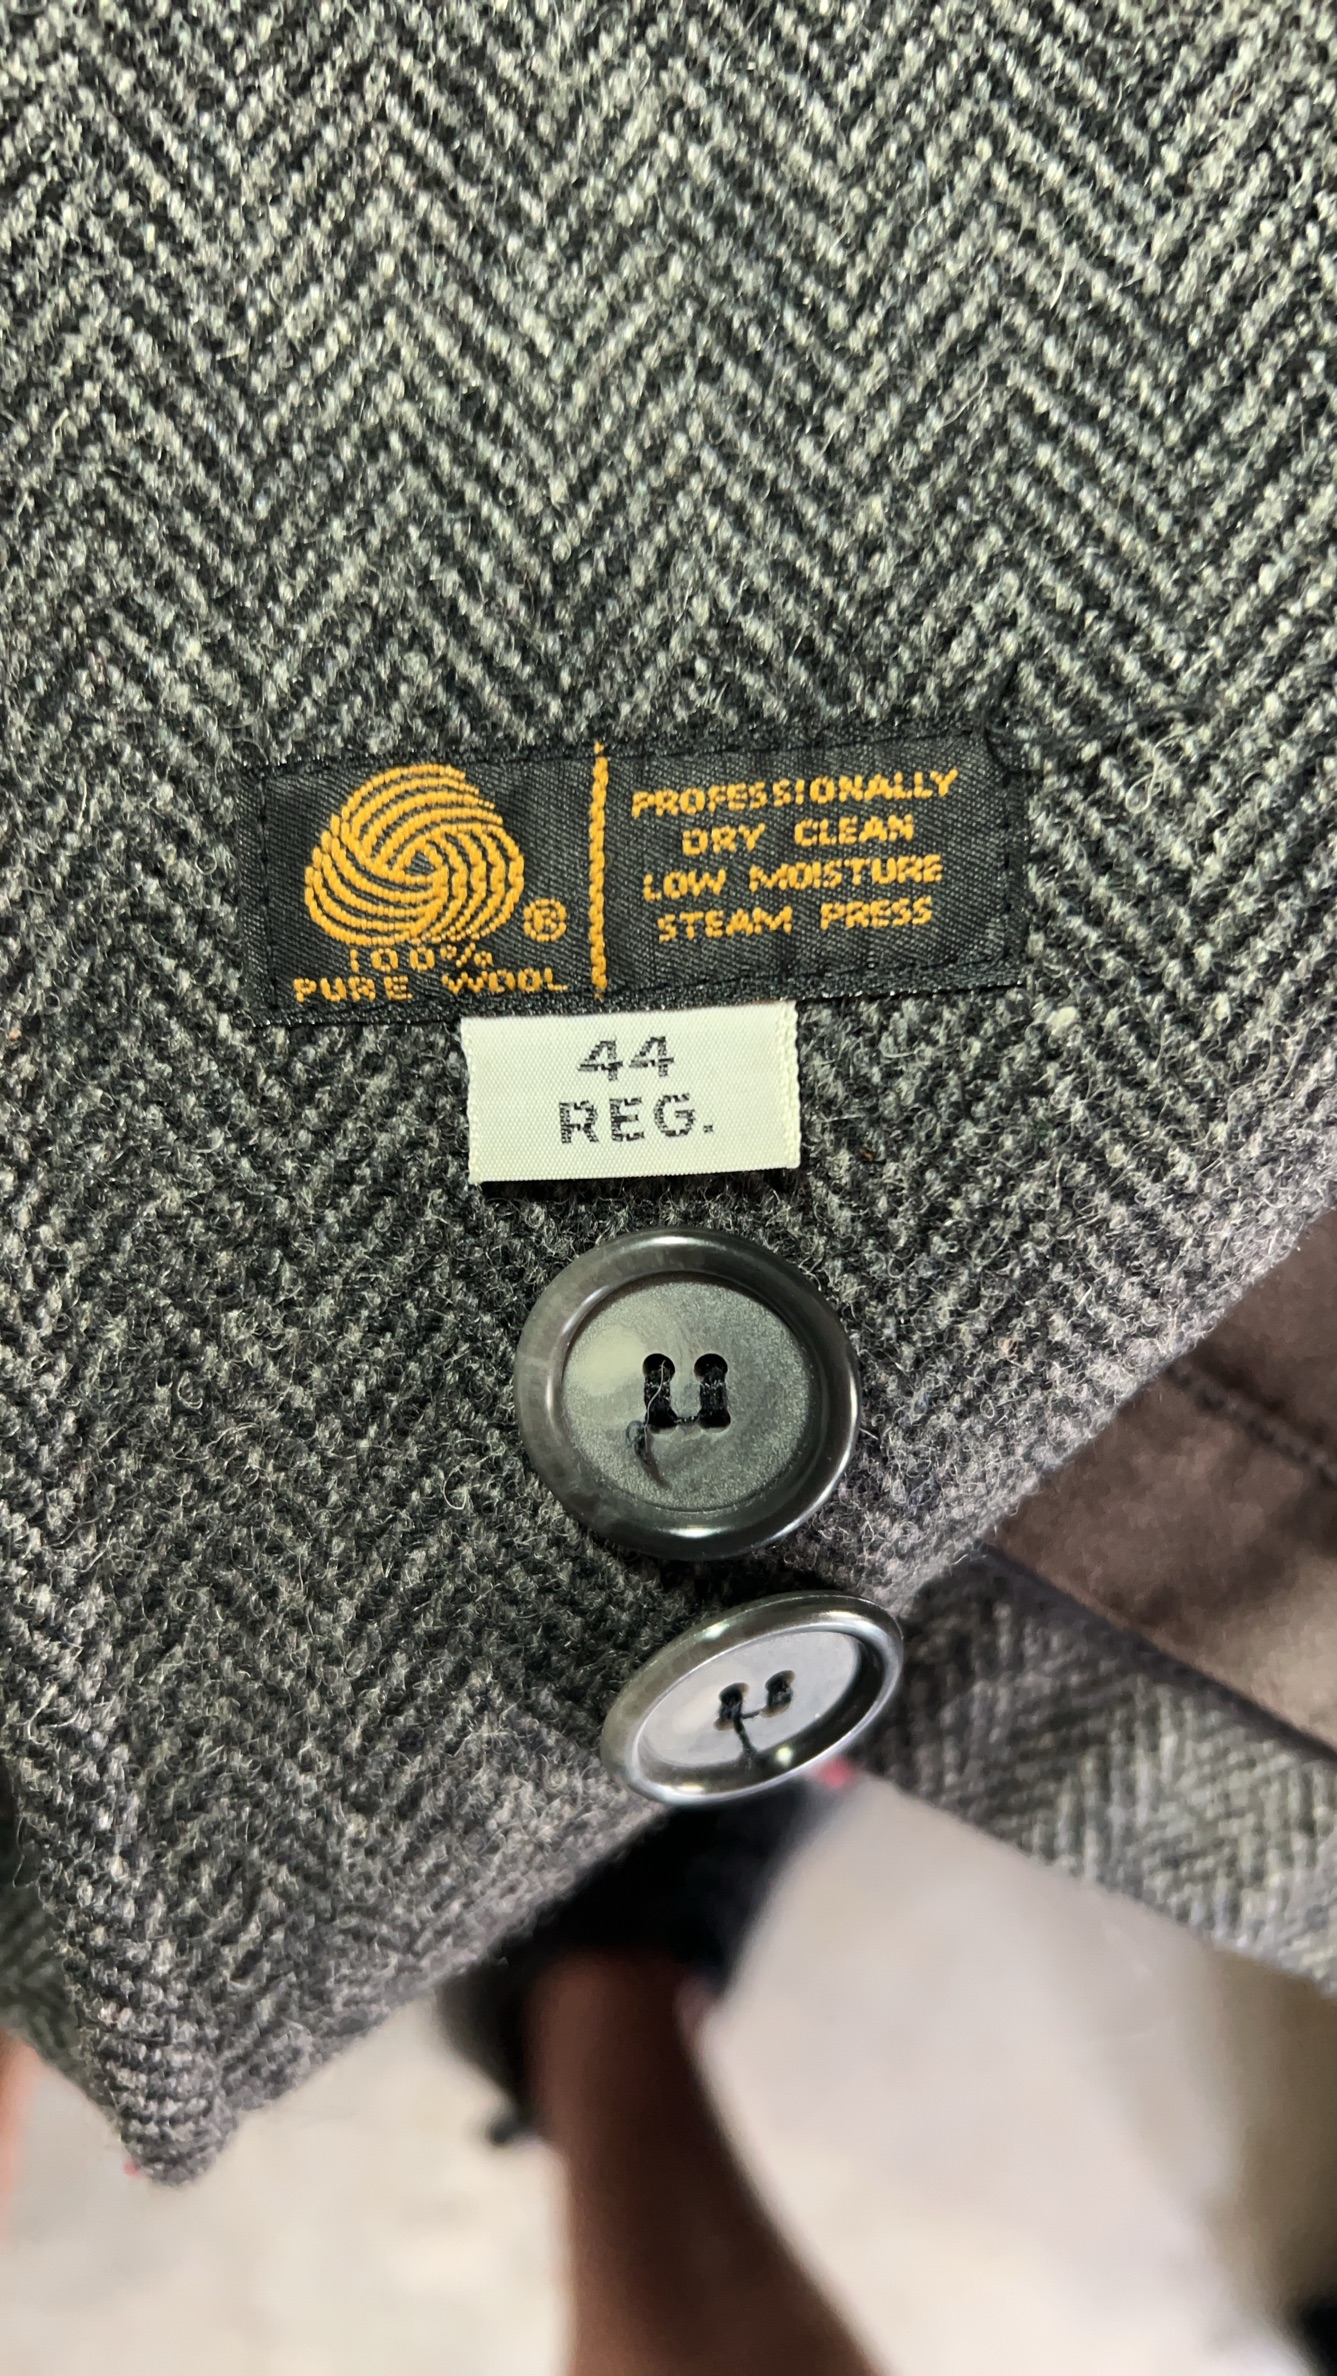 ®
100%
PURE WOOL
PROFESSIONALLY
DRY CLEAN
LOW MOISTURE
STEAM PRESS
44
REG.